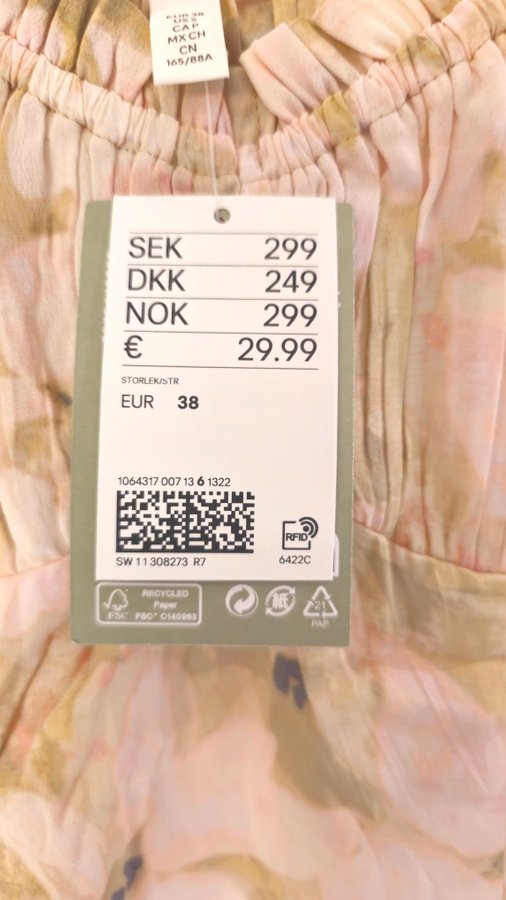 EUR 38
US S
CA P
MX CH
CN
165/88A
SEK 299
DKK 249
NOK 299
€ 29.99
STORLEK/STR
EUR 38
1064317 007 13 6 1322
RFID
SW 11 308273 R7
6422C
FSC
RECYCLED
Paper
FSC® C140963
紙
21
PAP